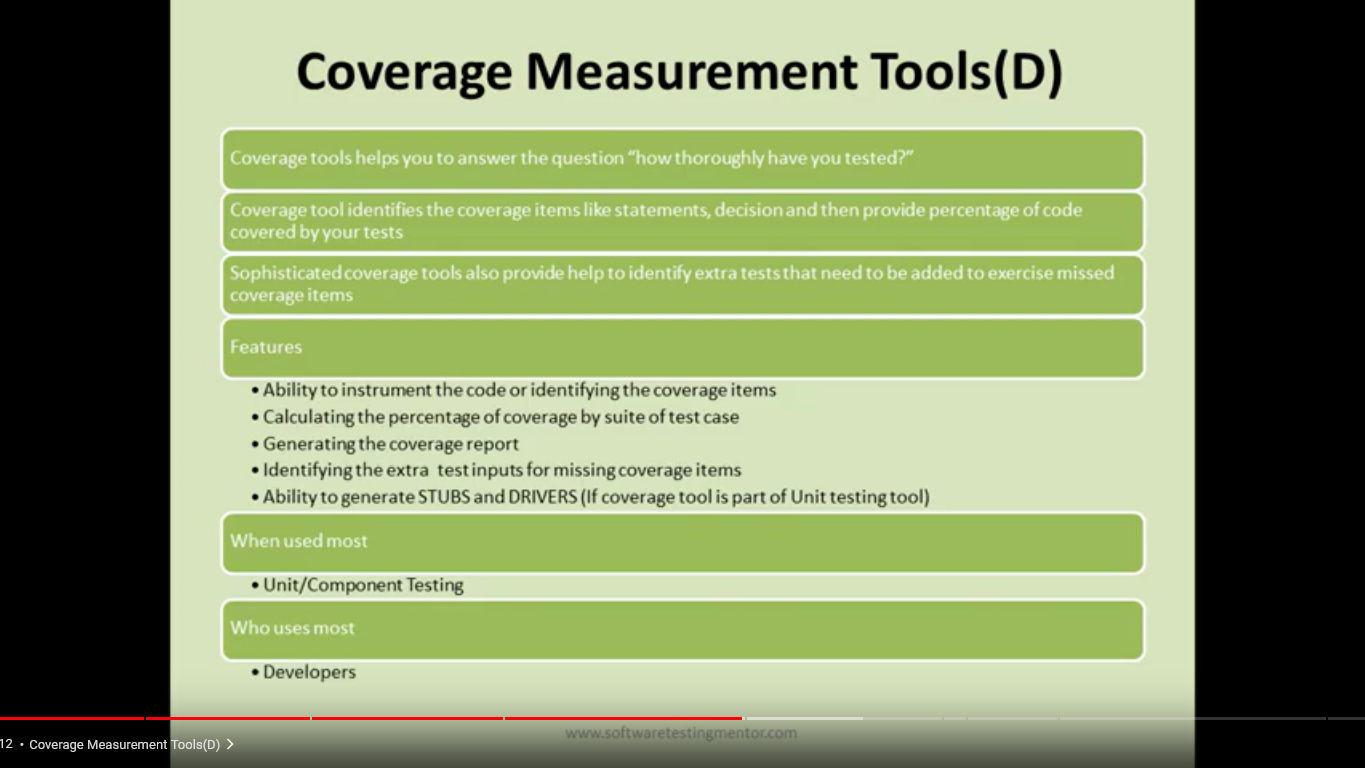 Coverage Measurement Tools(D)
Coverage tools helps you to answer the question “how thoroughly have you tested?”
Coverage tool identifies the coverage items like statements, decision and then provide percentage of code
covered by your tests
Sophisticated coverage tools also provide help to identify extra tests that need to be added to exercise missed
coverage items
Features
• Ability to instrument the code or identifying the coverage items
• Calculating the percentage of coverage by suite of test case
• Generating the coverage report
• Identifying the extra test inputs for missing coverage items
• Ability to generate STUBS and DRIVERS (If coverage tool is part of Unit testing tool)
When used most
• Unit/Component Testing
Who uses most
• Developers
www.softwaretestingmentor.com
12 • Coverage Measurement Tools(D)